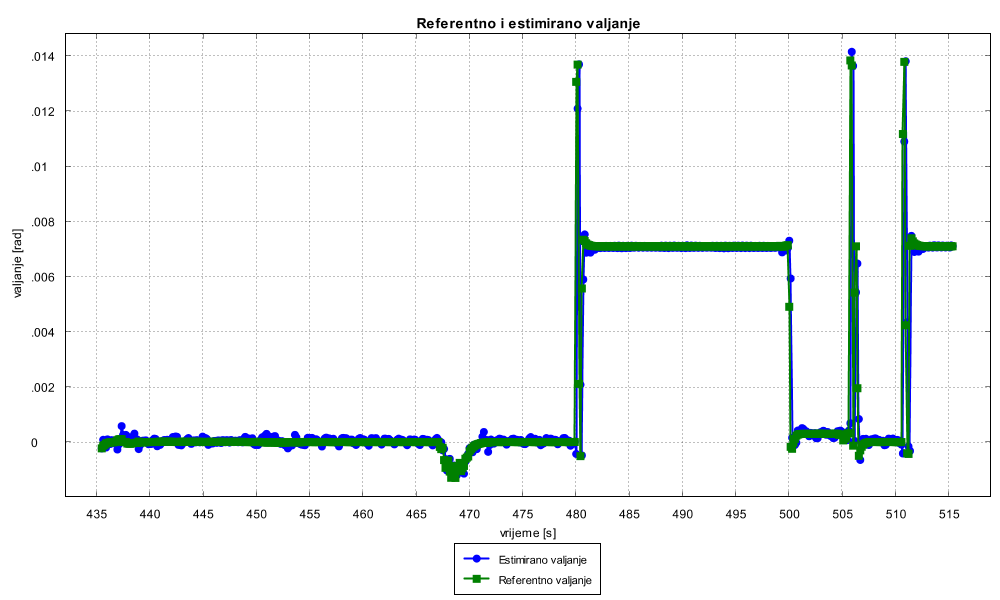 Referentno i estimirano valjanje
.014
.012
.01
.008
.006
.004
.002
0
valjanje [rad]
435 440 445 450 455 460 465 470 475 480 485 490 495 500 505 510 515
vrijeme [s]
Estimirano valjanje
Referentno valjanje